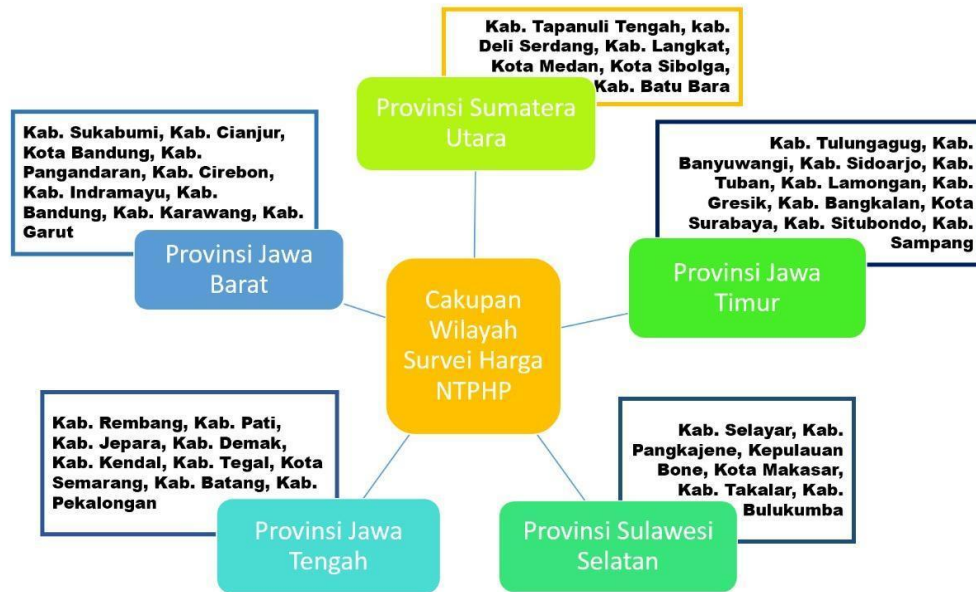 Kab. Tapanuli Tengah, kab.
Deli Serdang, Kab. Langkat,
Kota Medan, Kota Sibolga,
Kab. Batu Bara
Provinsi Sumatera
Utara
Kab. Sukabumi, Kab. Cianjur,
Kota Bandung, Kab.
Pangandaran, Kab. Cirebon,
Kab. Indramayu, Kab.
Bandung, Kab. Karawang, Kab.
Garut
Provinsi Jawa
Barat
Kab. Tulungagug, Kab.
Banyuwangi, Kab. Sidoarjo, Kab.
Tuban, Kab. Lamongan, Kab.
Gresik, Kab. Bangkalan, Kota
Surabaya, Kab. Situbondo, Kab.
Sampang
Provinsi Jawa
Timur
Cakupan
Wilayah
Survei Harga
NTPHP
Kab. Rembang, Kab. Pati,
Kab. Jepara, Kab. Demak,
Kab. Kendal, Kab. Tegal, Kota
Semarang, Kab. Batang, Kab.
Pekalongan
Provinsi Jawa
Tengah
Kab. Selayar, Kab.
Pangkajene, Kepulauan
Bone, Kota Makasar,
Kab. Takalar, Kab.
Bulukumba
Provinsi Sulawesi
Selatan